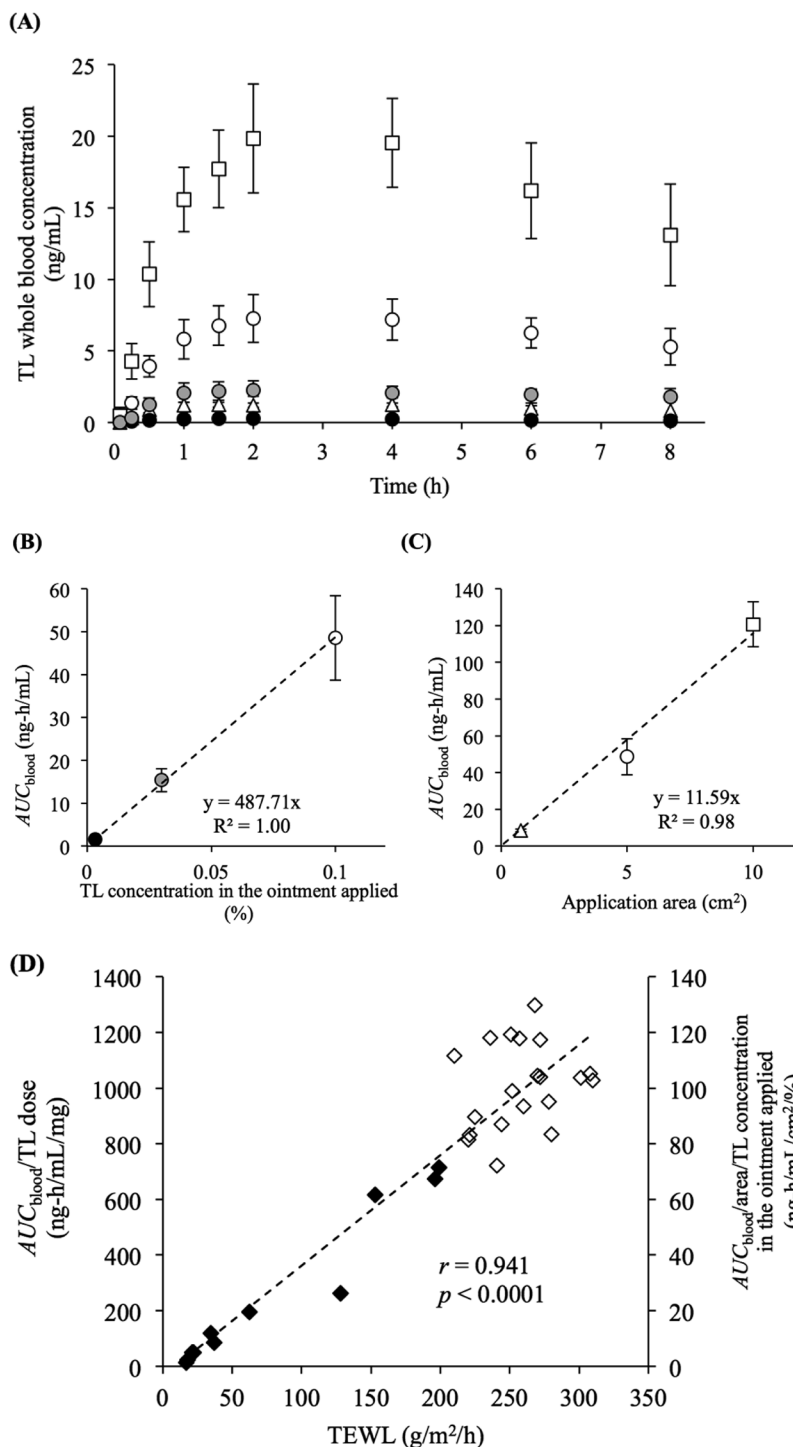 (A)
TL whole blood concentration
(ng/mL)
25
20
15
10
5
0
0 1 2 3 4 5 6 7 8
Time (h)
(B)
AUCblood (ng-h/mL)
60
50
40
30
20
10
0
y = 487.71x
R² = 1.00
0 0.05 0.1
TL concentration in the ointment applied
(%)
(C)
AUCblood (ng-h/mL)
140
120
100
80
60
40
20
0
y = 11.59x
R² = 0.98
0 5 10
Application area (cm²)
(D)
AUCblood/TL dose
(ng-h/mL/mg)
1400
1200
1000
800
600
400
200
0
r = 0.941
p < 0.0001
140
120
100
80
60
40
20
0
AUCblood/area/TL concentration
in the ointment applied
(ng-h/mL/cm²/%)
0 50 100 150 200 250 300 350
TEWL (g/m²/h)